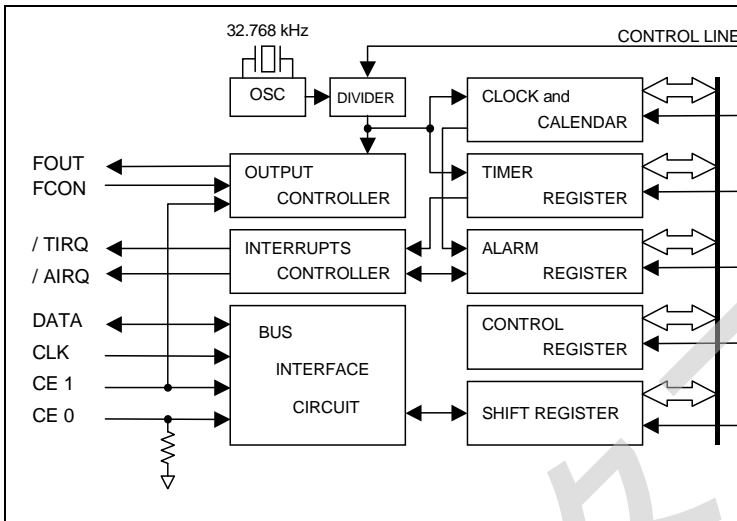 32.768 kHz
CONTROL LINE
OSC
DIVIDER
CLOCK and
CALENDAR
FOUT
FCON
OUTPUT
CONTROLLER
TIMER
REGISTER
/ TIRQ
/ AIRQ
INTERRUPTS
CONTROLLER
ALARM
REGISTER
DATA
CLK
CE 1
CE 0
BUS
INTERFACE
CIRCUIT
CONTROL
REGISTER
SHIFT REGISTER